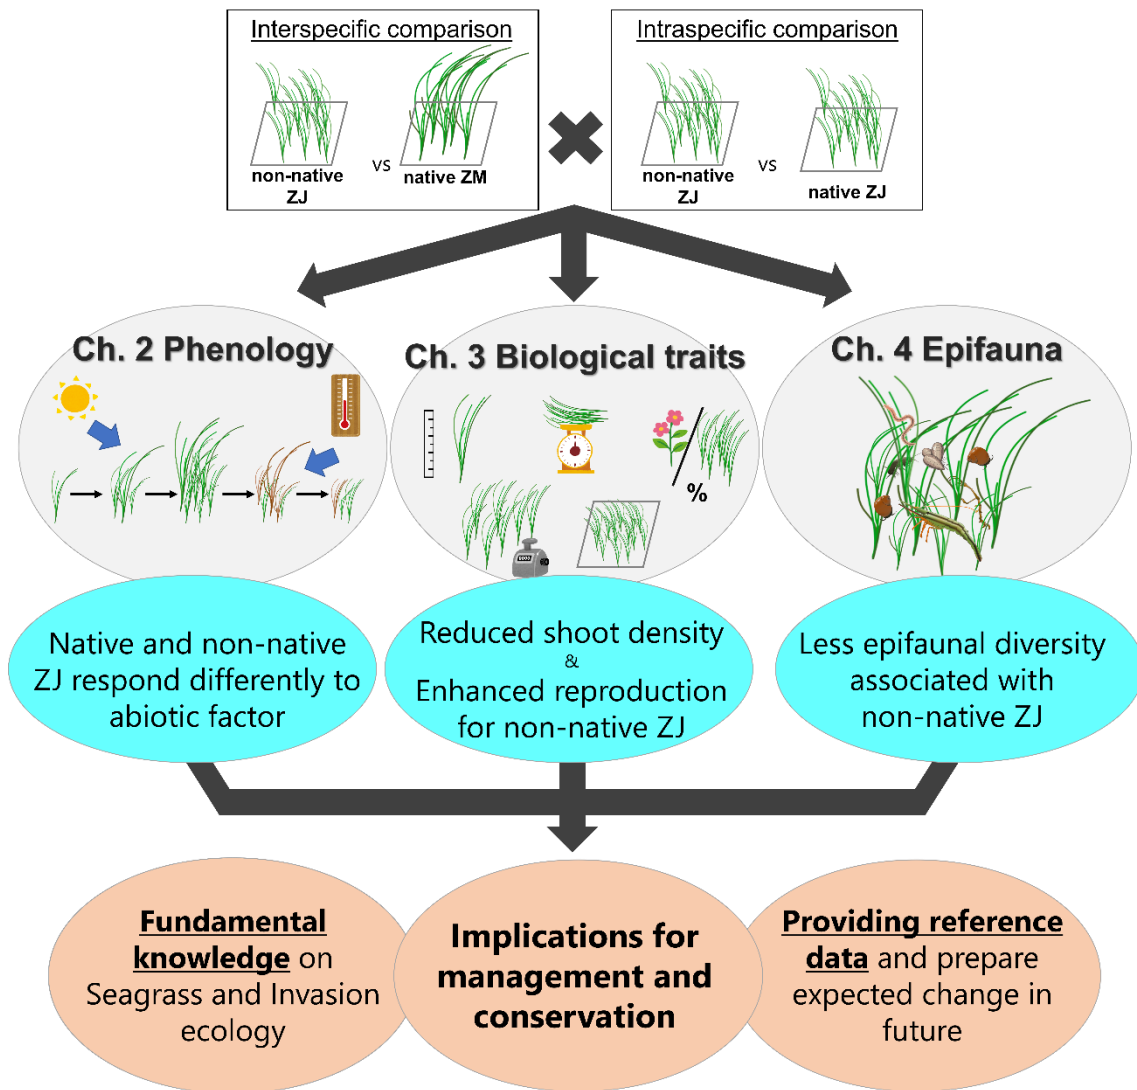 Interspecific comparison
non-native
ZJ
vs
native ZM
Intraspecific comparison
non-native
ZJ
vs
native ZJ
Ch. 2 Phenology
Ch. 3 Biological traits
%
Ch. 4 Epifauna
Native and non-native
ZJ respond differently to
abiotic factor
Reduced shoot density
&
Enhanced reproduction
for non-native ZJ
Less epifaunal diversity
associated with
non-native ZJ
Fundamental
knowledge on
Seagrass and Invasion
ecology
Implications for
management and
conservation
Providing reference
data and prepare
expected change in
future